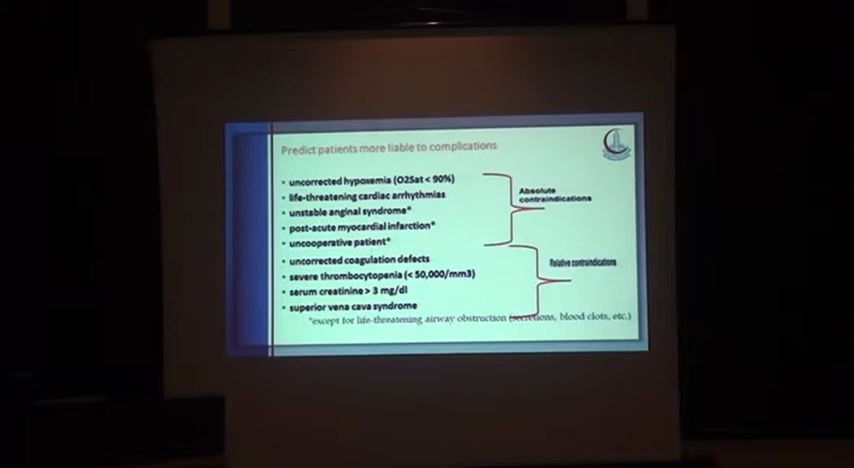 Predict patients more liable to complications
• uncorrected hypoxemia (O2Sat < 90%)
• life-threatening cardiac arrhythmias
• unstable anginal syndrome*
• post-acute myocardial infarction*
• uncooperative patient*
Absolute
contraindications
• uncorrected coagulation defects
• severe thrombocytopenia (< 50,000/mm3)
• serum creatinine > 3 mg/dl
• superior vena cava syndrome
Relative contraindications
*except for life-threatening airway obstruction (secretions, blood clots, etc.)